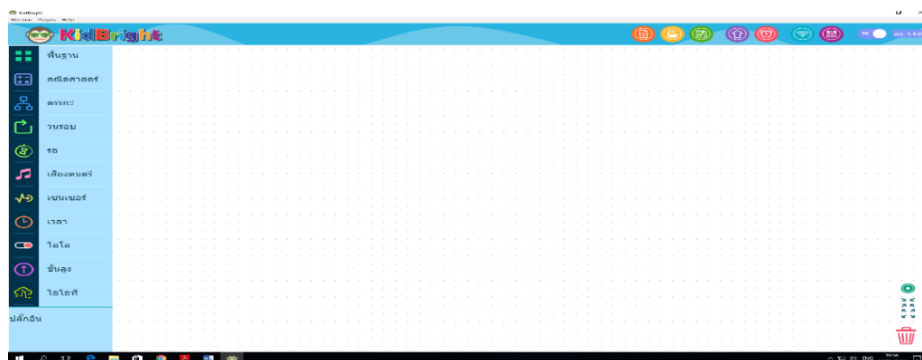 KidBright
KidBright
พื้นฐาน
คณิตศาสตร์
ตรรกะ
วนรอบ
รอ
เสียงดนตรี
เซนเซอร์
เวลา
ไอโอ
ขั้นสูง
ไอโอที
ปลั๊กอิน
ENG